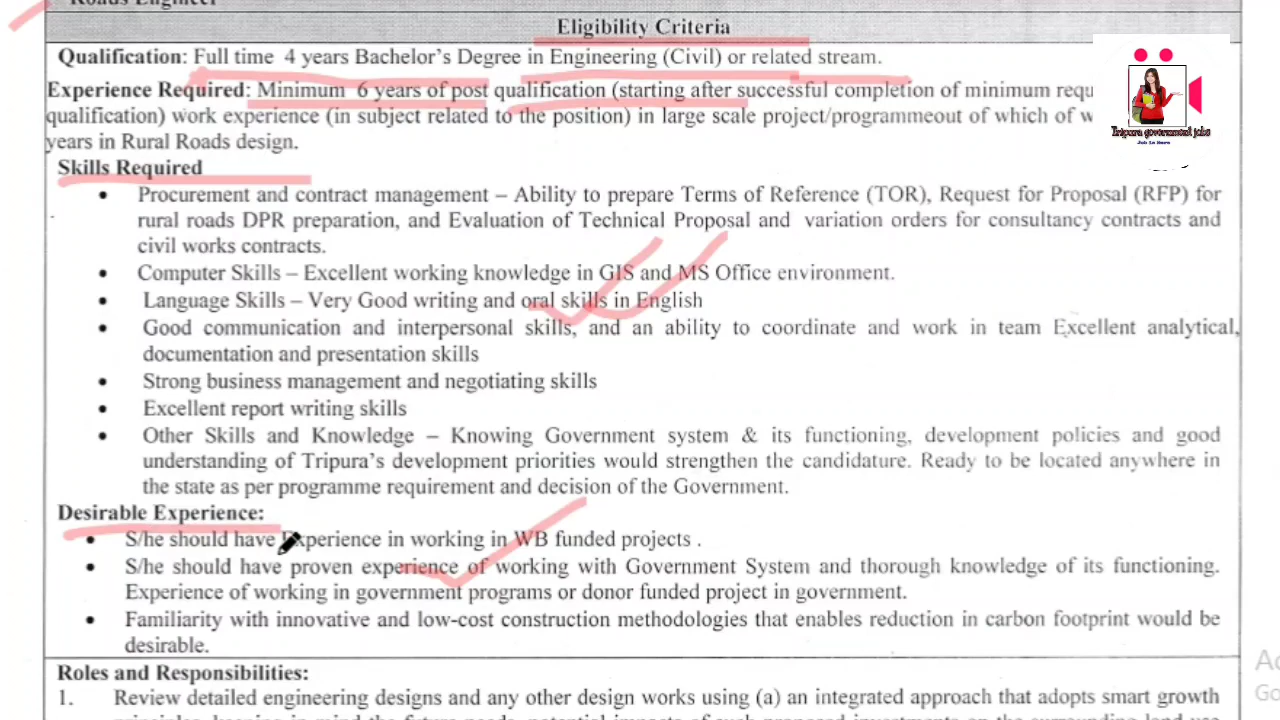 Roads Engineer
Eligibility Criteria
Qualification: Full time 4 years Bachelor's Degree in Engineering (Civil) or related stream.
Experience Required: Minimum 6 years of post qualification (starting after successful completion of minimum requ
qualification) work experience (in subject related to the position) in large scale project/programmeout of which of w
years in Rural Roads design.
Tripura government jobs
Skills Required
• Procurement and contract management – Ability to prepare Terms of Reference (TOR), Request for Proposal (RFP) for
rural roads DPR preparation, and Evaluation of Technical Proposal and variation orders for consultancy contracts and
civil works contracts.
• Computer Skills – Excellent working knowledge in GIS and MS Office environment.
• Language Skills – Very Good writing and oral skills in English
• Good communication and interpersonal skills, and an ability to coordinate and work in team Excellent analytical,
documentation and presentation skills
• Strong business management and negotiating skills
• Excellent report writing skills
• Other Skills and Knowledge – Knowing Government system & its functioning, development policies and good
understanding of Tripura's development priorities would strengthen the candidature. Ready to be located anywhere in
the state as per programme requirement and decision of the Government.
Desirable Experience:
• S/he should have Experience in working in WB funded projects .
• S/he should have proven experience of working with Government System and thorough knowledge of its functioning.
Experience of working in government programs or donor funded project in government.
• Familiarity with innovative and low-cost construction methodologies that enables reduction in carbon footprint would be
desirable.
Roles and Responsibilities:
1. Review detailed engineering designs and any other design works using (a) an integrated approach that adopts smart growth